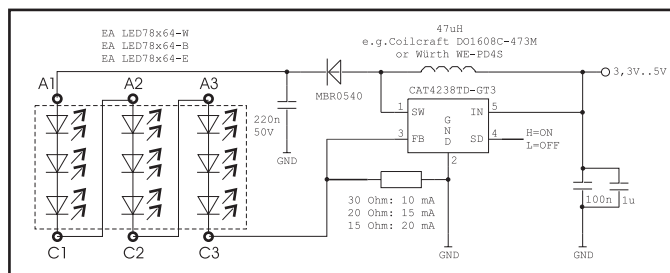 EA LED78x64-W
EA LED78x64-B
EA LED78x64-E
47uH
e.g.Coilcraft DO1608C-473M
or Würth WE-PD4S
A1
A2
A3
MBR0540
CAT4238TD-GT3
3,3V..5V
220n
50V
GND
1
SW
IN
5
GND
3
FB
SD
4
H=ON
L=OFF
2
30 Ohm: 10 mA
20 Ohm: 15 mA
15 Ohm: 20 mA
100n
1u
C1
C2
C3
GND
GND